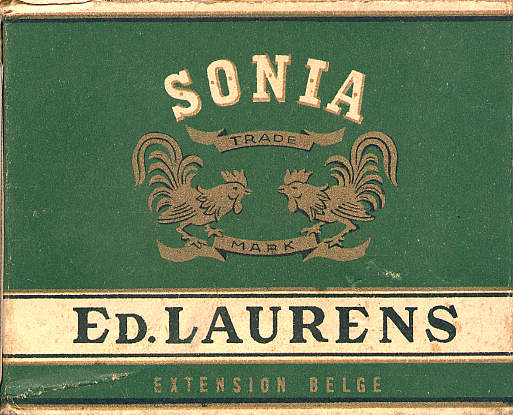 SONIA
TRADE
MARK
ED. LAURENS
EXTENSION BELGE